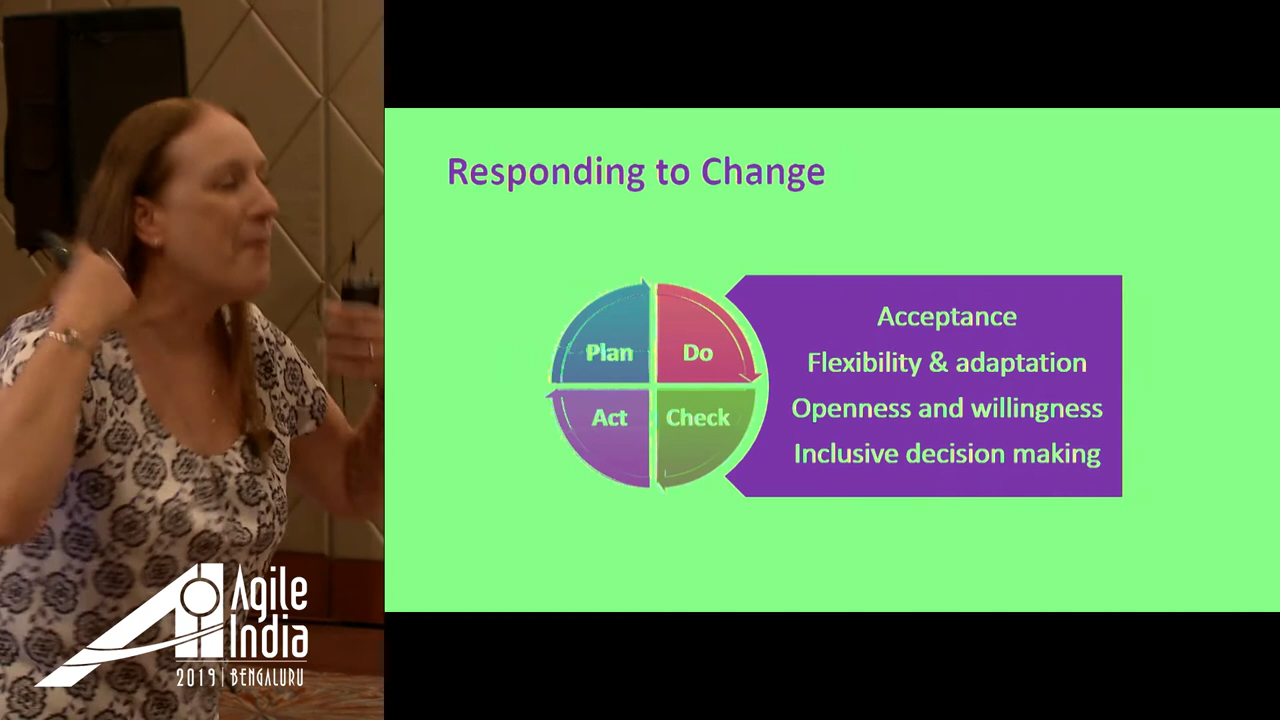 Responding to Change
Plan
Do
Act
Check
Acceptance
Flexibility & adaptation
Openness and willingness
Inclusive decision making
Agile
India
2019 | BENGALURU